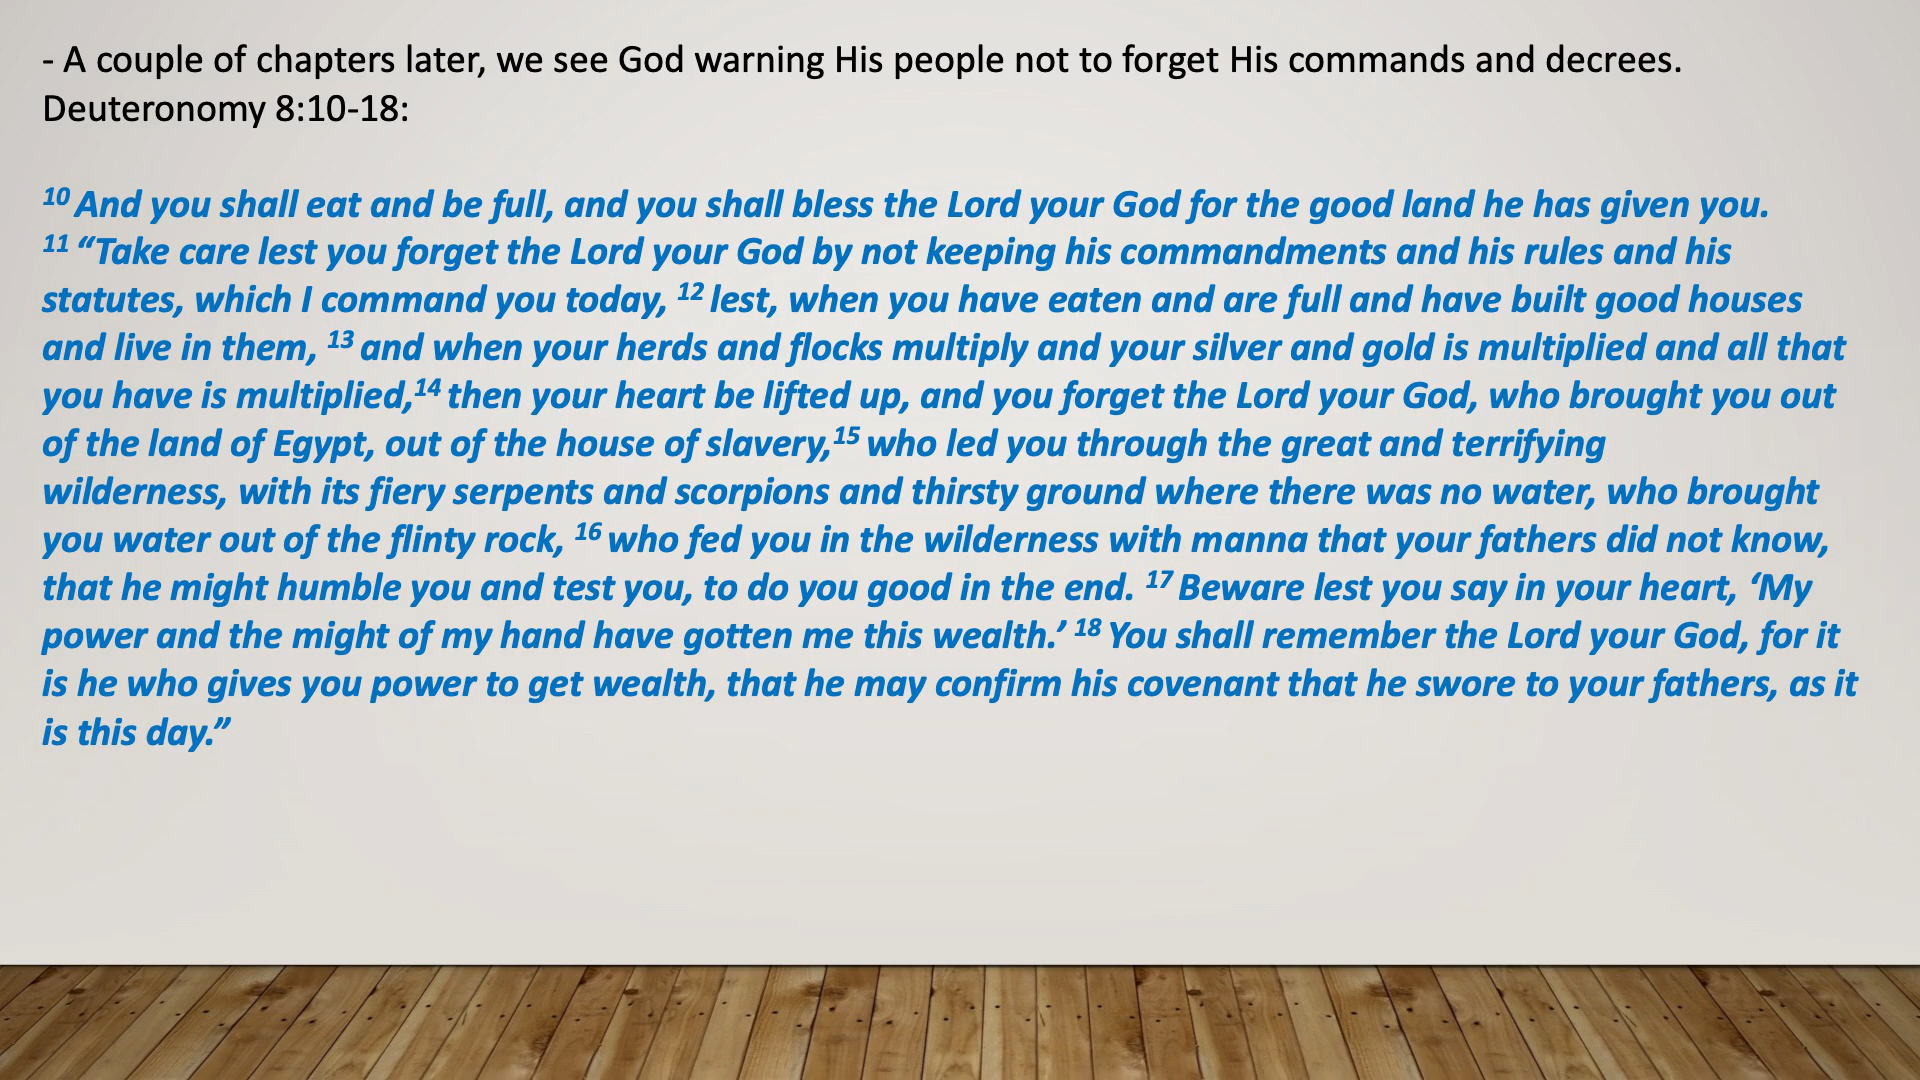 - A couple of chapters later, we see God warning His people not to forget His commands and decrees.
Deuteronomy 8:10-18:
10 And you shall eat and be full, and you shall bless the Lord your God for the good land he has given you.
11 “Take care lest you forget the Lord your God by not keeping his commandments and his rules and his
statutes, which I command you today, 12 lest, when you have eaten and are full and have built good houses
and live in them, 13 and when your herds and flocks multiply and your silver and gold is multiplied and all that
you have is multiplied,14 then your heart be lifted up, and you forget the Lord your God, who brought you out
of the land of Egypt, out of the house of slavery,15 who led you through the great and terrifying
wilderness, with its fiery serpents and scorpions and thirsty ground where there was no water, who brought
you water out of the flinty rock, 16 who fed you in the wilderness with manna that your fathers did not know,
that he might humble you and test you, to do you good in the end. 17 Beware lest you say in your heart, ‘My
power and the might of my hand have gotten me this wealth.’ 18 You shall remember the Lord your God, for it
is he who gives you power to get wealth, that he may confirm his covenant that he swore to your fathers, as it
is this day.”